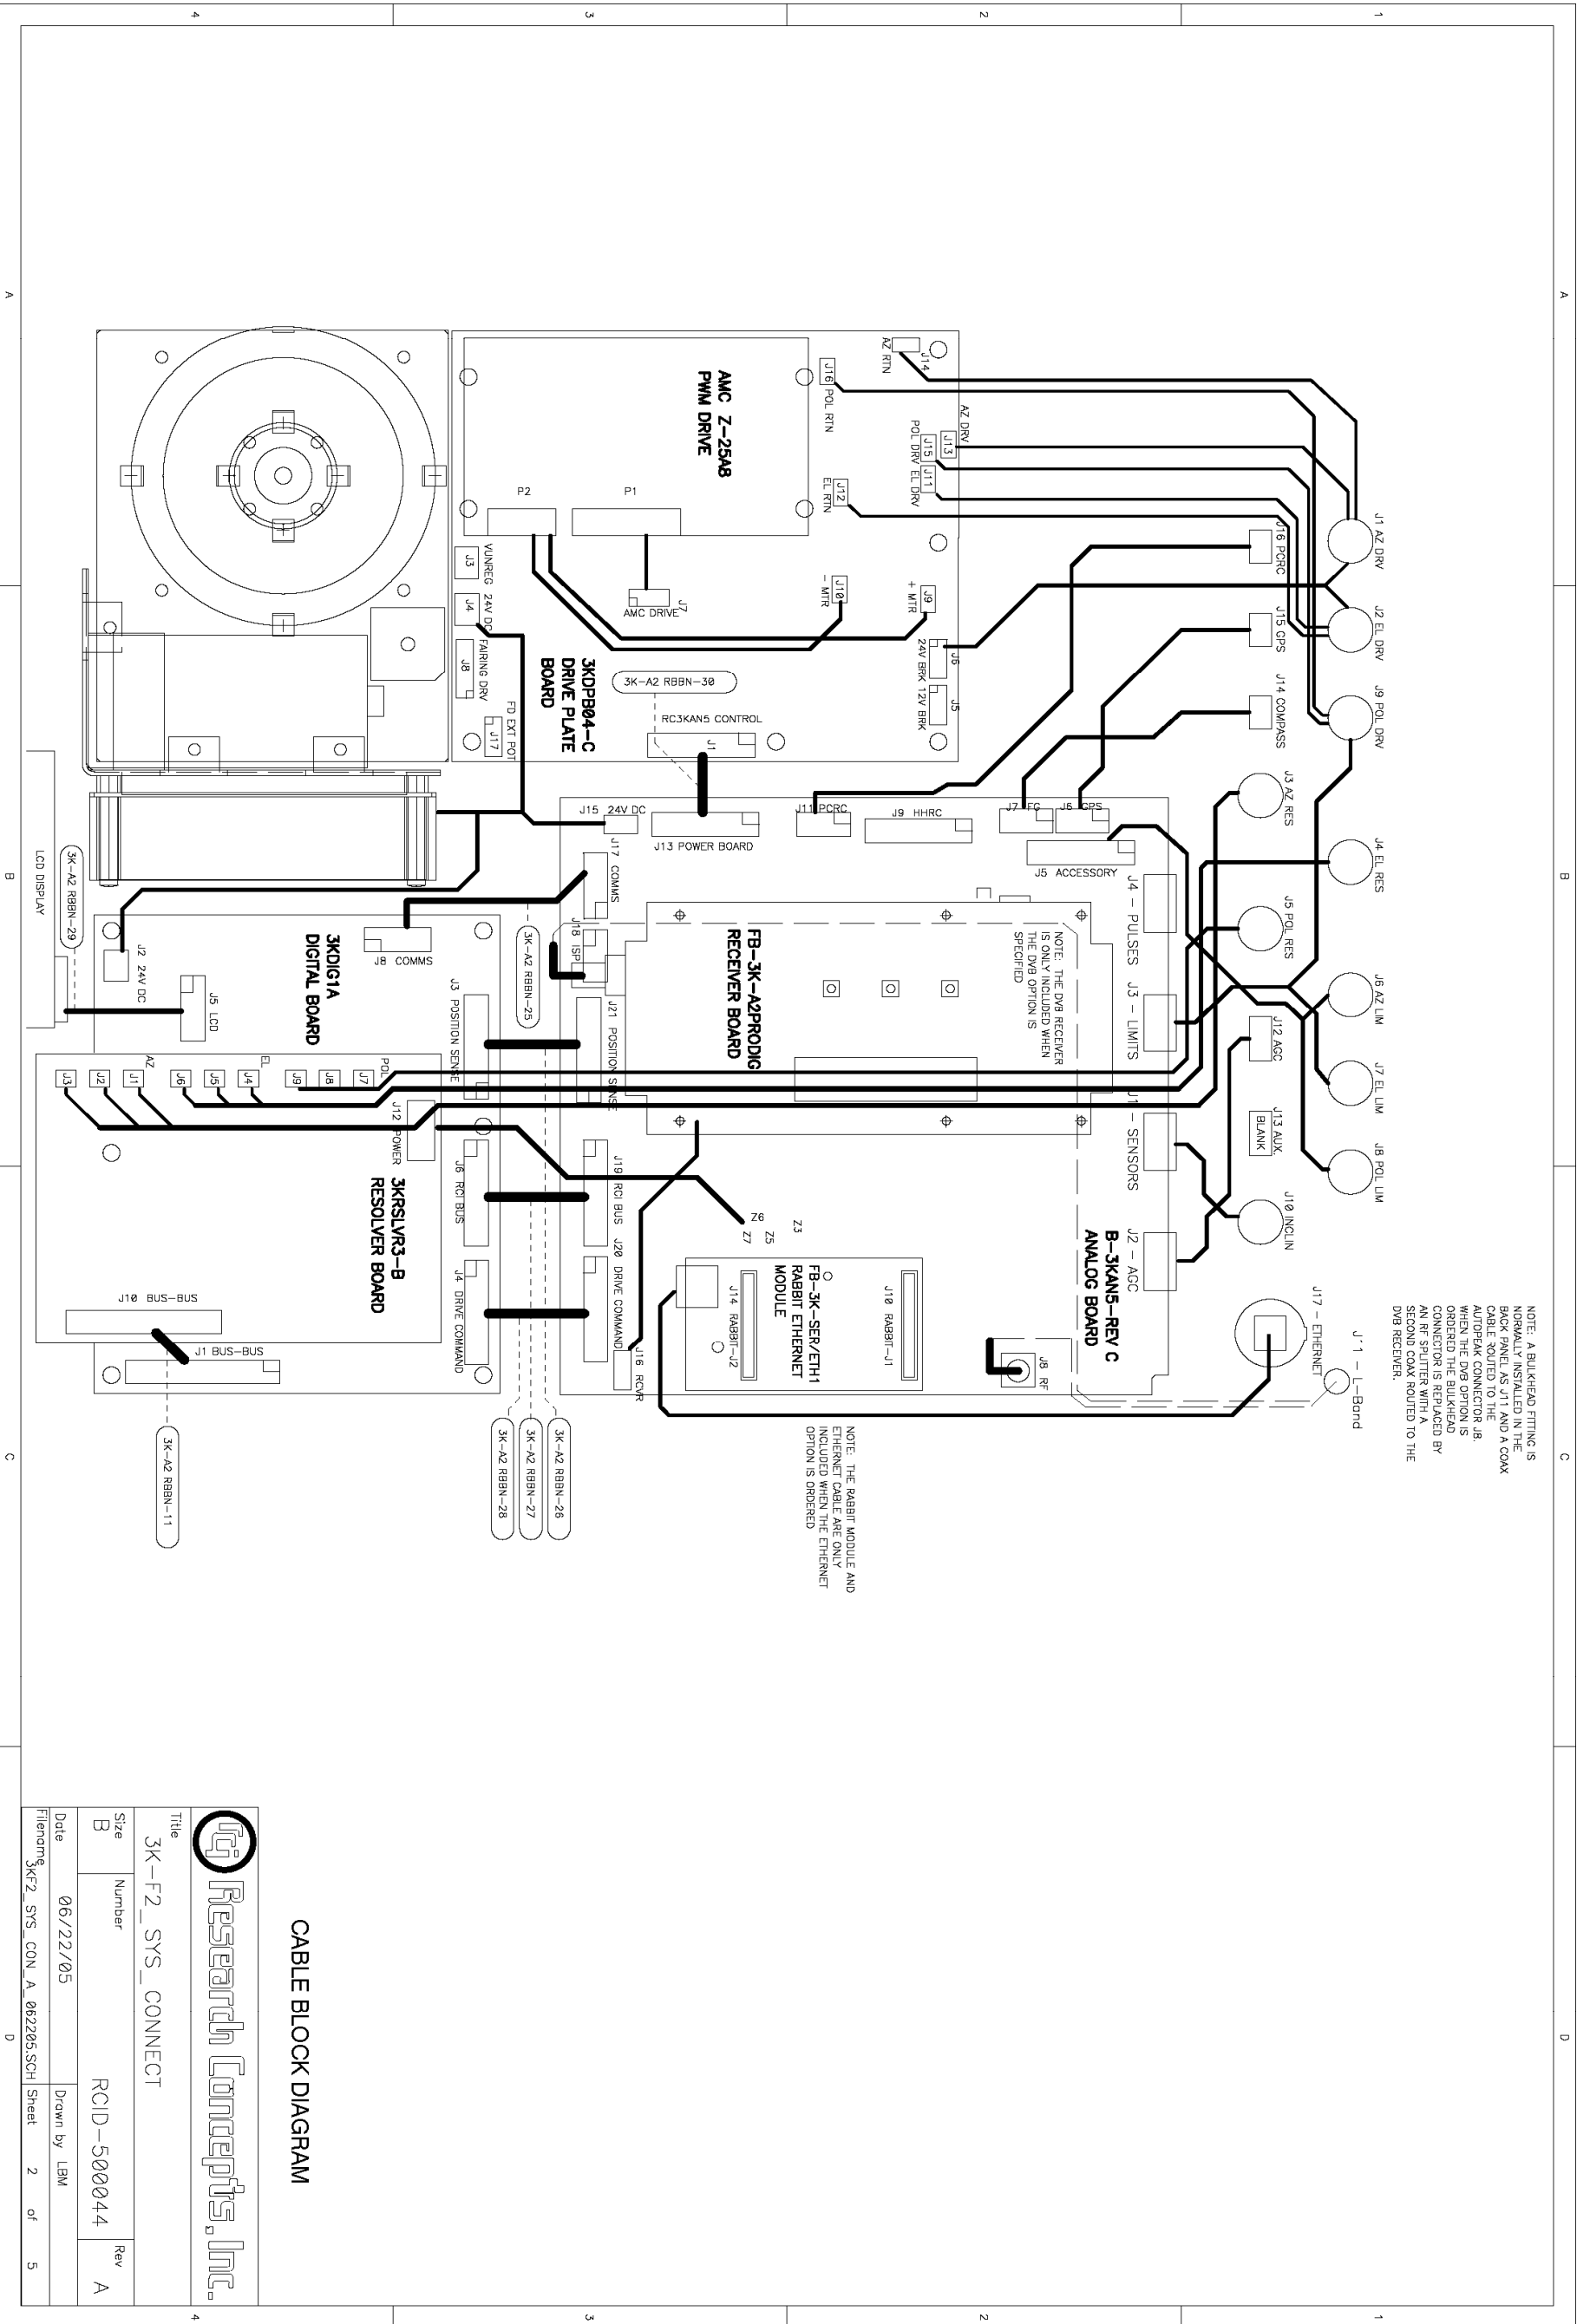 CABLE BLOCK DIAGRAM
NOTE: A BULKHEAD FITTING IS
NORMALLY INSTALLED IN THE
BACK PANEL AS J11 AND A COAX
CABLE ROUTED TO THE
AUTOPEAK CONNECTOR J8.
WHEN THE DVB OPTION IS
ORDERED THE BULKHEAD
CONNECTOR IS REPLACED BY
AN RF SPLITTER WITH A
SECOND COAX ROUTED TO THE
DVB RECEIVER.
J1 AZ DRV
J2 EL DRV
J9 POL DRV
J3 AZ RES
J4 EL RES
J5 POL RES
J6 AZ LIM
J7 EL LIM
J8 POL LIM
J16 PCRC
J15 GPS
J14 COMPASS
J12 AGC
J13 AUX.
BLANK
J10 INCLIN
J17 - ETHERNET
J11 - L-Band
J14
AZ RTN
J16
POL RTN
AZ DRV
J13
J15
POL DRV
J11
EL DRV
J12
EL RTN
AMC Z-25A8
PWM DRIVE
P2
P1
J7
AMC DRIVE
J10
- MTR
J9
+ MTR
J6
24V BRK
J5
12V BRK
J3
VUNREG
J4
24V DC
J8
FAIRING DRV
J17
FD EXT POT
3KDPB04-C
DRIVE PLATE
BOARD
3K-A2 RBBN-30
RC3KAN5 CONTROL
J1
J15 24V DC
J13 POWER BOARD
J11 PCRC
J9 HHRC
J7 FG
J6 GPS
J5 ACCESSORY
J4 - PULSES
J3 - LIMITS
J1 - SENSORS
J2 - AGC
J17 COMMS
J18 ISP
J21 POSITION SENSE
J19 RCI BUS
J20 DRIVE COMMAND
J16 RCVR
NOTE: THE DVB RECEIVER
IS ONLY INCLUDED WHEN
THE DVB OPTION IS
SPECIFIED
FB-3K-A2PRODIG
RECEIVER BOARD
B-3KAN5-REV C
ANALOG BOARD
Z3
Z6
Z5
Z7
FB-3K-SER/ETH1
RABBIT ETHERNET
MODULE
J10 RABBIT-J1
J14 RABBIT-J2
J8 RF
NOTE: THE RABBIT MODULE AND
ETHERNET CABLE ARE ONLY
INCLUDED WHEN THE ETHERNET
OPTION IS ORDERED
3K-A2 RBBN-25
3K-A2 RBBN-26
3K-A2 RBBN-27
3K-A2 RBBN-28
3K-A2 RBBN-29
3K-A2 RBBN-11
LCD DISPLAY
J2 24V DC
J5 LCD
J8 COMMS
3KDIG1A
DIGITAL BOARD
J3 POSITION SENSE
J6 RCI BUS
J4 DRIVE COMMAND
POL
J7
J8
J9
EL
J4
J5
J6
AZ
J1
J2
J3
J12 POWER
3KRSLVR3-B
RESOLVER BOARD
J10 BUS-BUS
J1 BUS-BUS
rci Research Concepts, Inc.
Title
3K-F2_SYS_CONNECT
Size
B
Number
RCID-500044
Rev
A
Date
06/22/05
Drawn by LBM
Filename
3KF2_SYS_CON_A_062205.SCH
Sheet 2 of 5
1
2
3
4
1
2
3
4
A
B
C
D
A
B
C
D